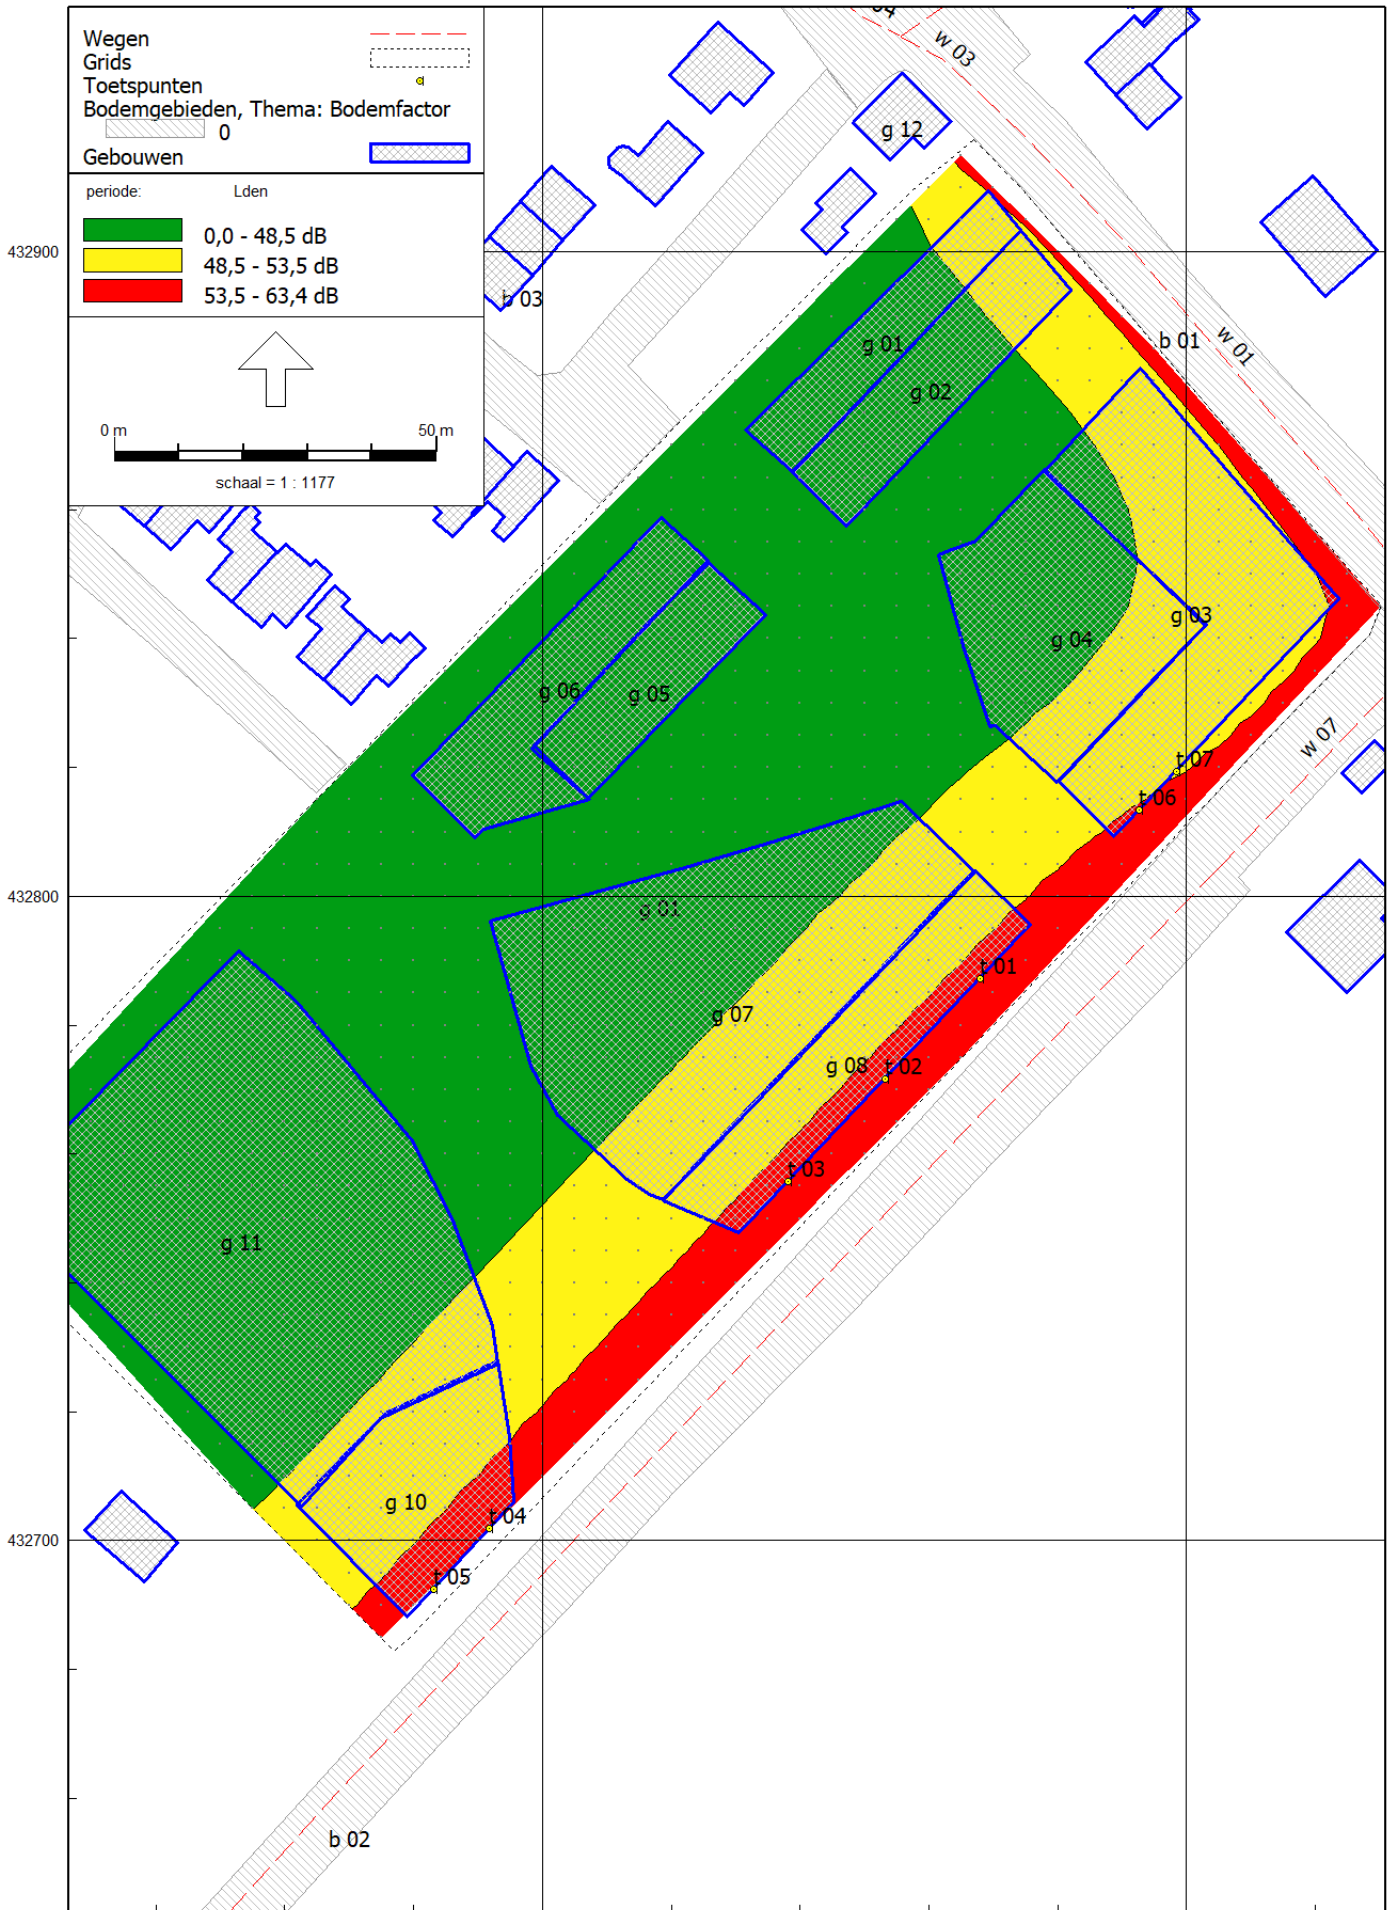 Wegen
Grids
Toetspunten
Bodemgebieden, Thema: Bodemfactor
0
Gebouwen
periode: Lden
0,0 - 48,5 dB
48,5 - 53,5 dB
53,5 - 63,4 dB
0 m 50 m
schaal = 1 : 1177
w 03
g 12
432900
b 03
b 01
w 01
g 01
g 02
g 03
g 04
g 06
g 05
w 07
t 07
t 06
432800
g 01
t 01
g 07
g 08
t 02
t 03
g 11
g 10
t 04
432700
t 05
b 02